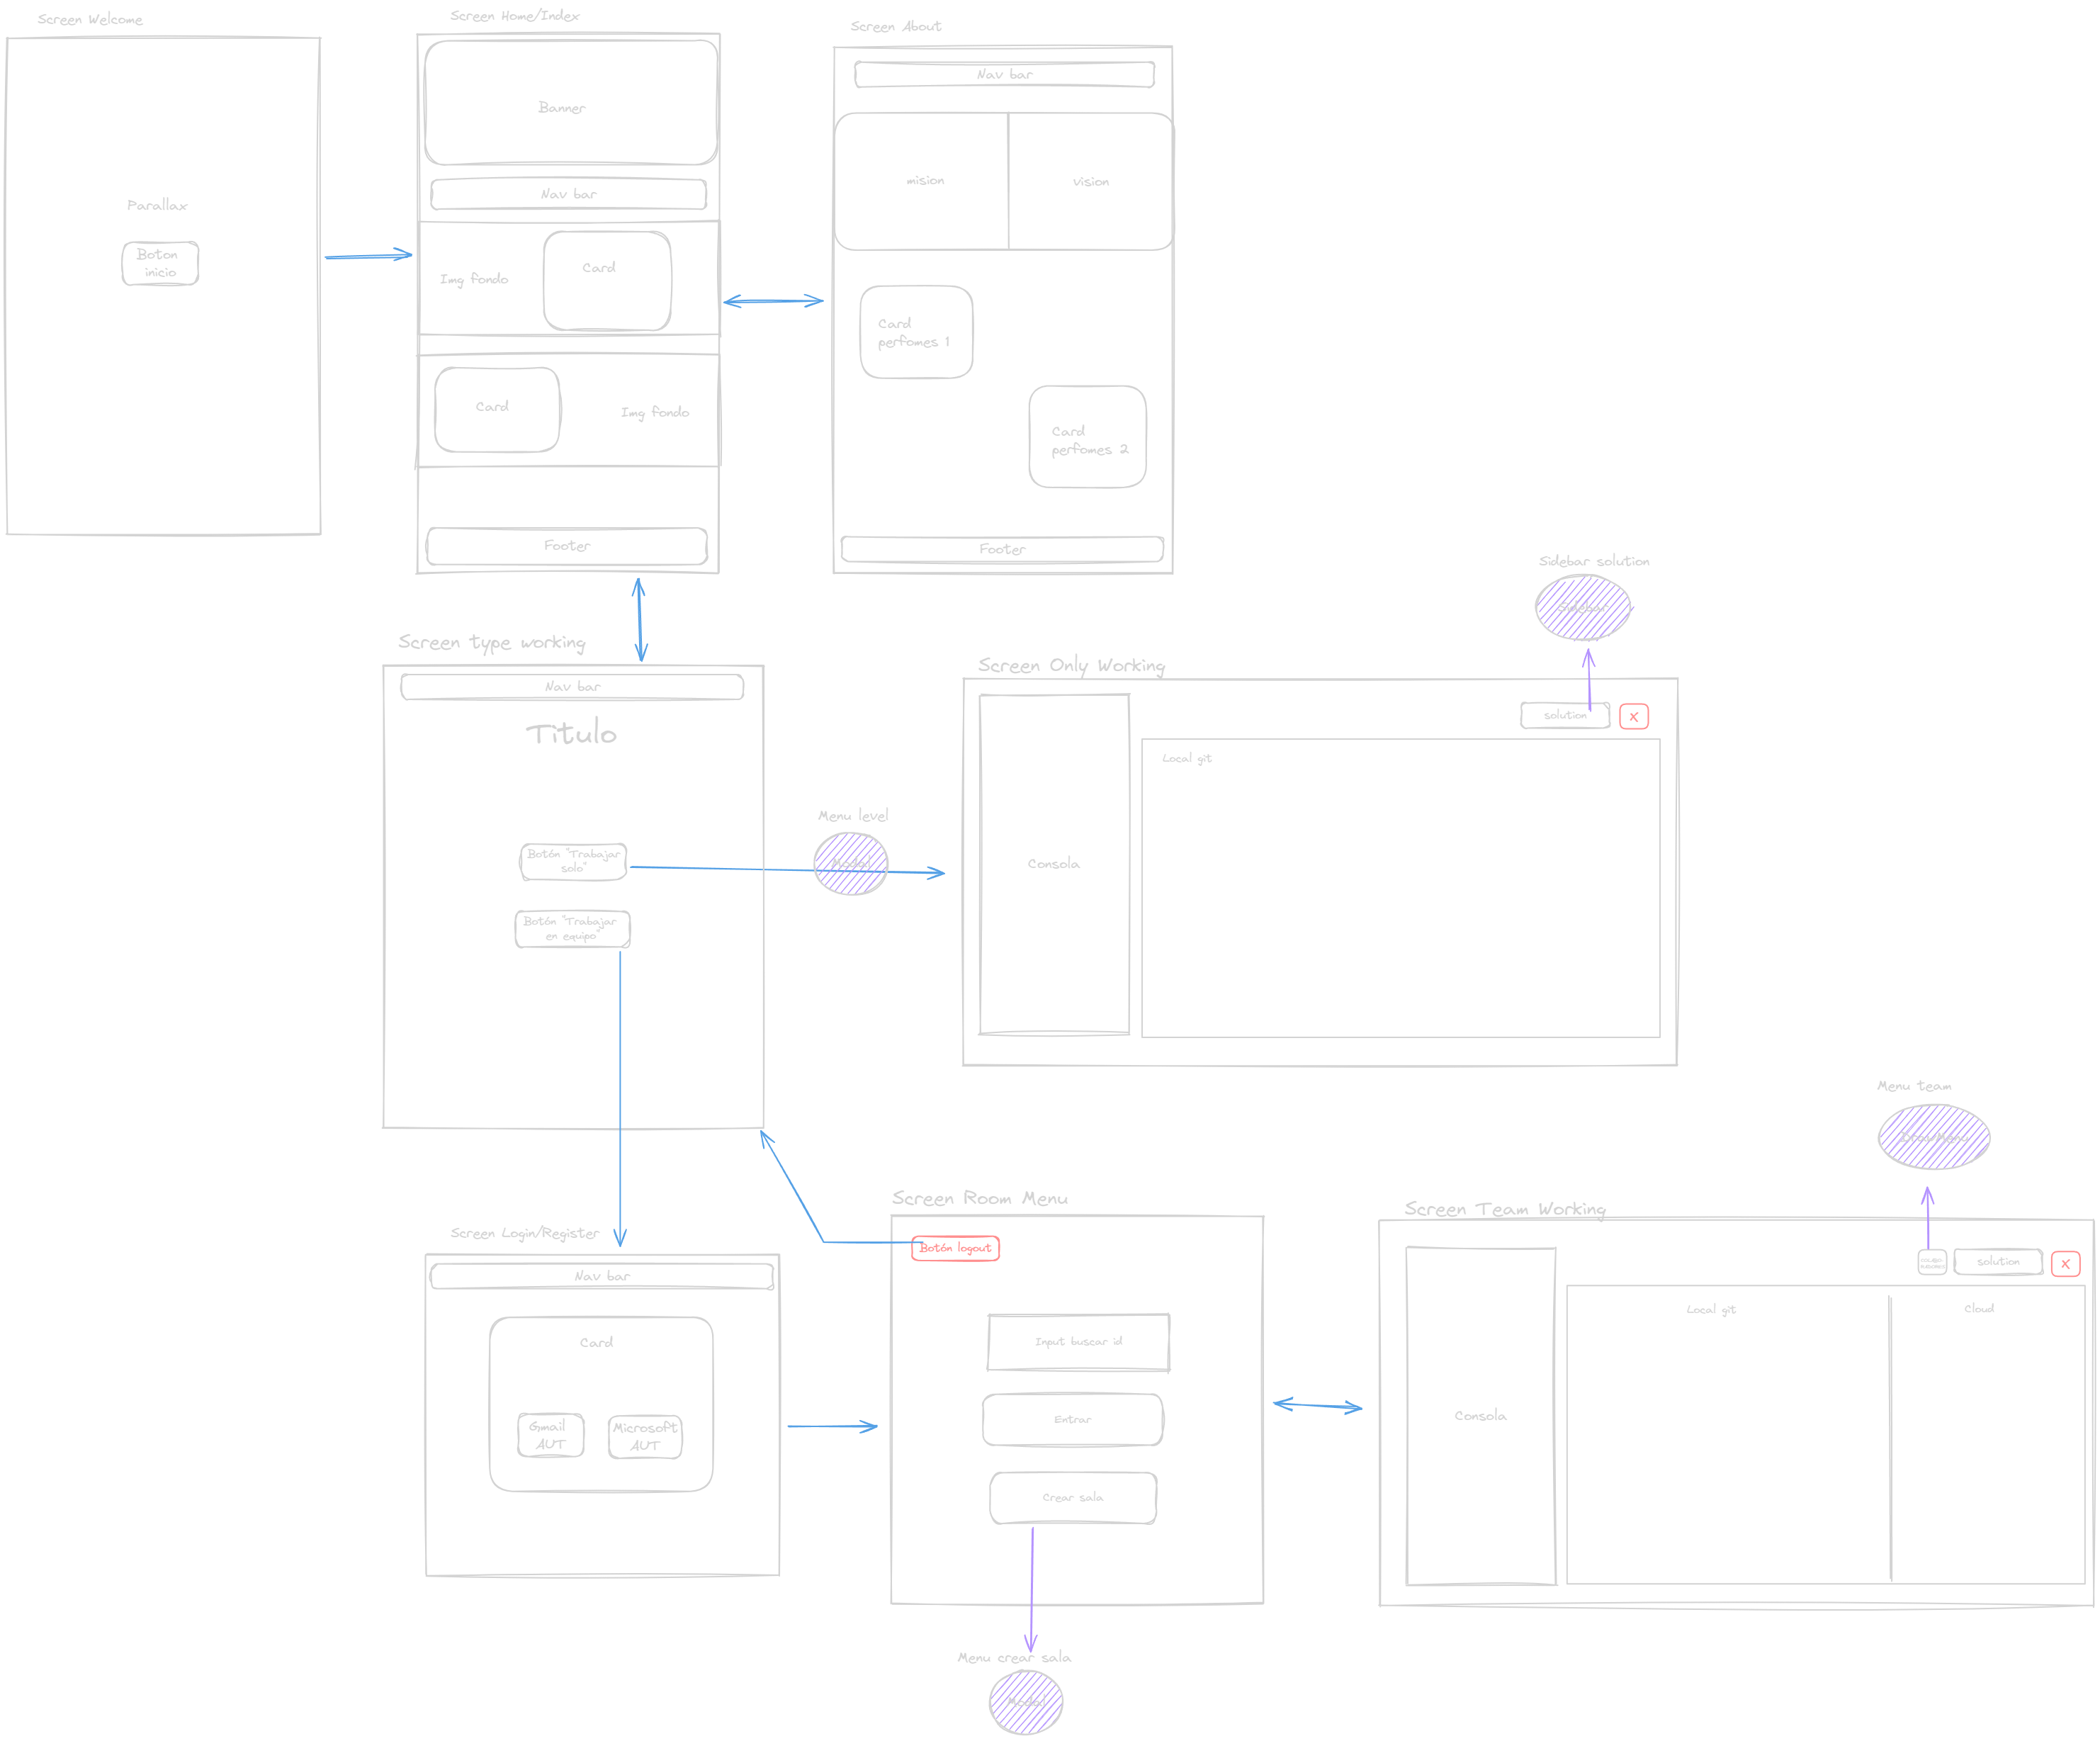 Screen Welcome
Parallax
Boton
inicio
Screen Home/Index
Banner
Nav bar
Img fondo
Card
Card
Img fondo
Footer
Screen About
Nav bar
mision
vision
Card
perfomes 1
Card
perfomes 2
Footer
Screen type working
Nav bar
Titulo
Botón "Trabajar
solo"
Botón "Trabajar
en equipo"
Menu level
Modal
Screen Only Working
Sidebar solution
Sidebar
solution
X
Local git
Consola
Screen Login/Register
Nav bar
Card
Gmail
AUT
Microsoft
AUT
Screen Room Menu
Botón logout
Input buscar id
Entrar
Crear sala
Menu crear sala
Modal
Screen Team Working
Menu team
solution
X
Local git
Cloud
Consola